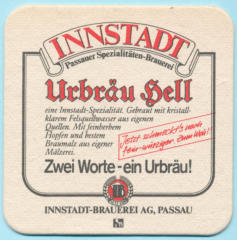 INNSTADT
Passauer Spezialitäten-Brauerei
Urbräu Hell
eine Innstadt-Spezialität. Gebraut mit kristall-
klarem Felsquellwasser aus eigenen
Quellen. Mit feinherbem
Hopfen und bestem
Braumalz aus eigener
Mälzerei.
Jetzt schmeckt's noch
fein-würziger zum Wohl!
Zwei Worte - ein Urbräu!
INNSTADT-BRAUEREI AG, PASSAU